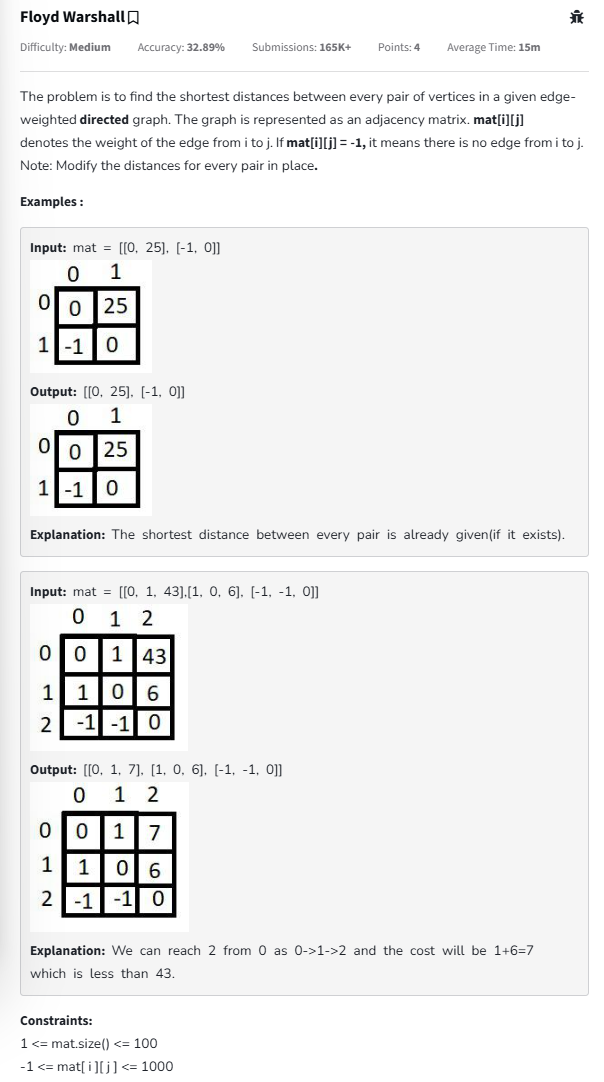 Floyd Warshall
Difficulty: Medium Accuracy: 32.89% Submissions: 165K+ Points: 4 Average Time: 15m
The problem is to find the shortest distances between every pair of vertices in a given edge-
weighted directed graph. The graph is represented as an adjacency matrix. mat[i][j]
denotes the weight of the edge from i to j. If mat[i][j] = -1, it means there is no edge from i to j.
Note: Modify the distances for every pair in place.
Examples :
Input: mat = [[0, 25], [-1, 0]]
0 1
0 0 25
1 -1 0
Output: [[0, 25], [-1, 0]]
0 1
0 0 25
1 -1 0
Explanation: The shortest distance between every pair is already given(if it exists).
Input: mat = [[0, 1, 43],[1, 0, 6], [-1, -1, 0]]
0 1 2
0 0 1 43
1 1 0 6
2 -1 -1 0
Output: [[0, 1, 7], [1, 0, 6], [-1, -1, 0]]
0 1 2
0 0 1 7
1 1 0 6
2 -1 -1 0
Explanation: We can reach 2 from 0 as 0->1->2 and the cost will be 1+6=7
which is less than 43.
Constraints:
1 <= mat.size() <= 100
-1 <= mat[ i ][ j ] <= 1000